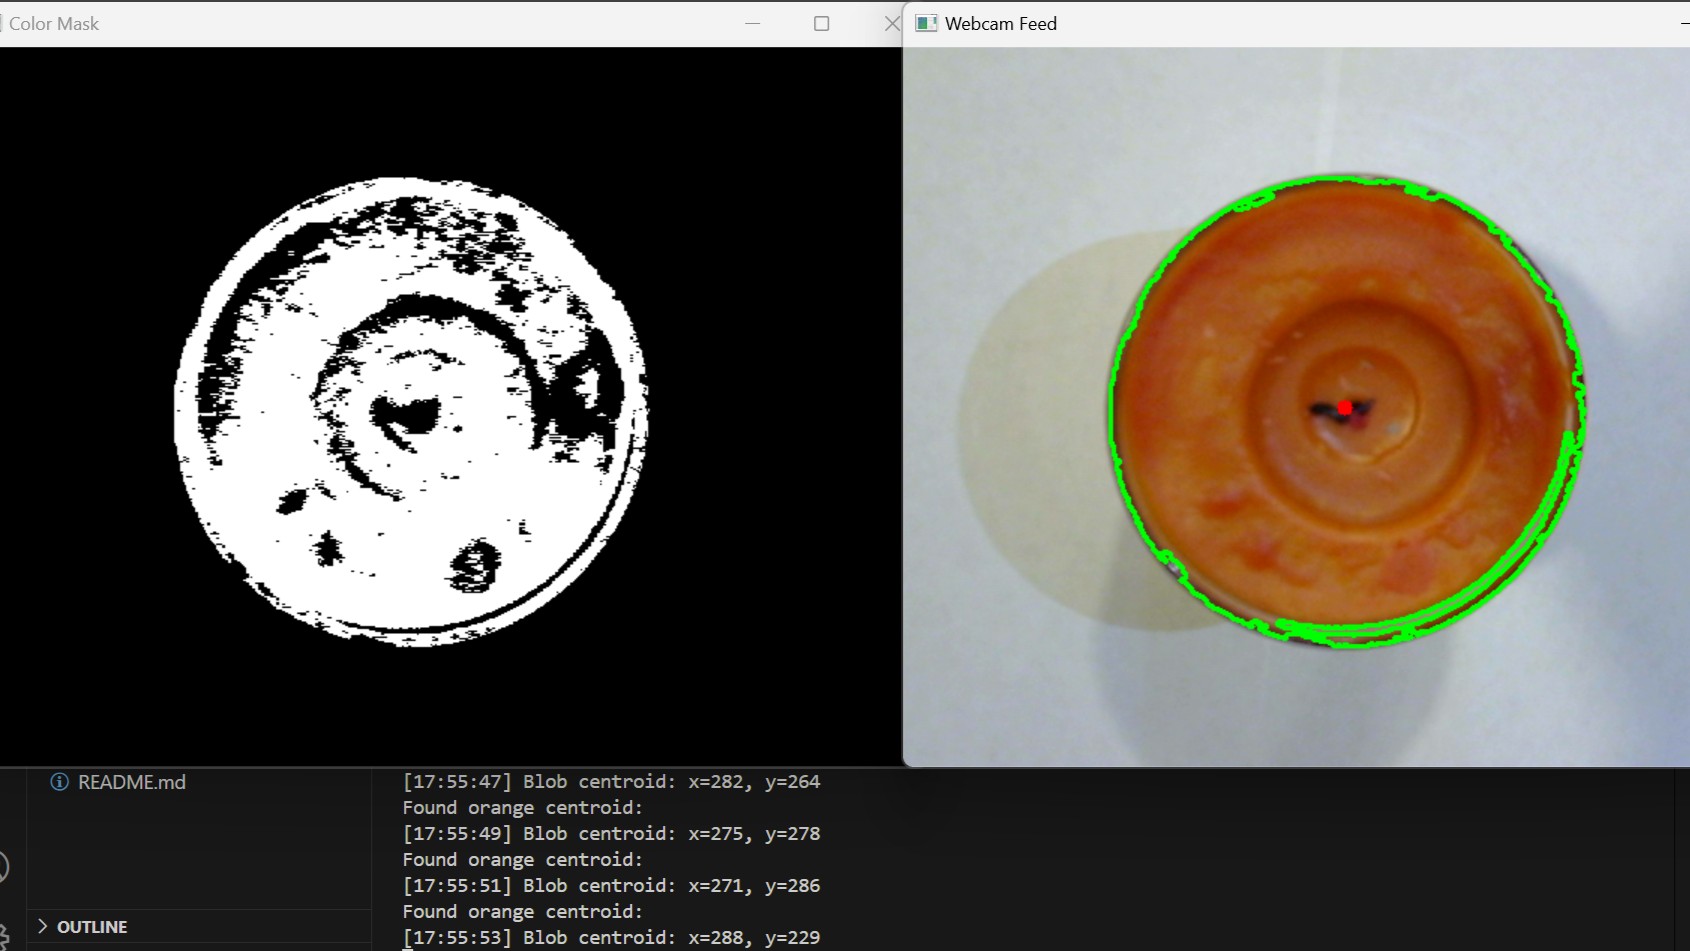 Color Mask
Webcam Feed
README.md
OUTLINE
[17:55:47] Blob centroid: x=282, y=264
Found orange centroid:
[17:55:49] Blob centroid: x=275, y=278
Found orange centroid:
[17:55:51] Blob centroid: x=271, y=286
Found orange centroid:
[17:55:53] Blob centroid: x=288, y=229